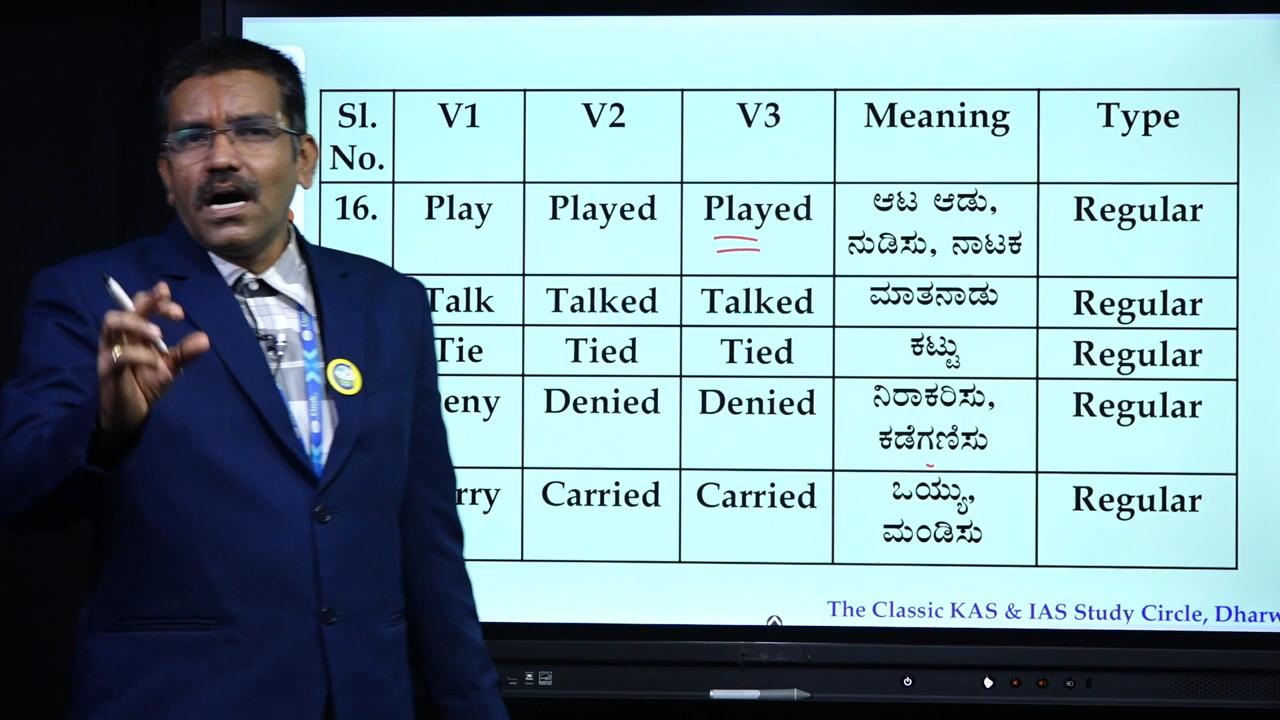 Sl. No. V1 V2 V3 Meaning Type
16. Play Played Played ಆಟ ಆಡು, ನುಡಿಸು, ನಾಟಕ Regular
Talk Talked Talked ಮಾತನಾಡು Regular
Tie Tied Tied ಕಟ್ಟು Regular
eny Denied Denied ನಿರಾಕರಿಸು, ಕಡೆಗಣಿಸು Regular
rry Carried Carried ಒಯ್ಯು, ಮಂಡಿಸು Regular
The Classic KAS & IAS Study Circle, Dharw